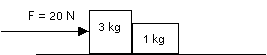 F = 20 N
3 kg
1 kg